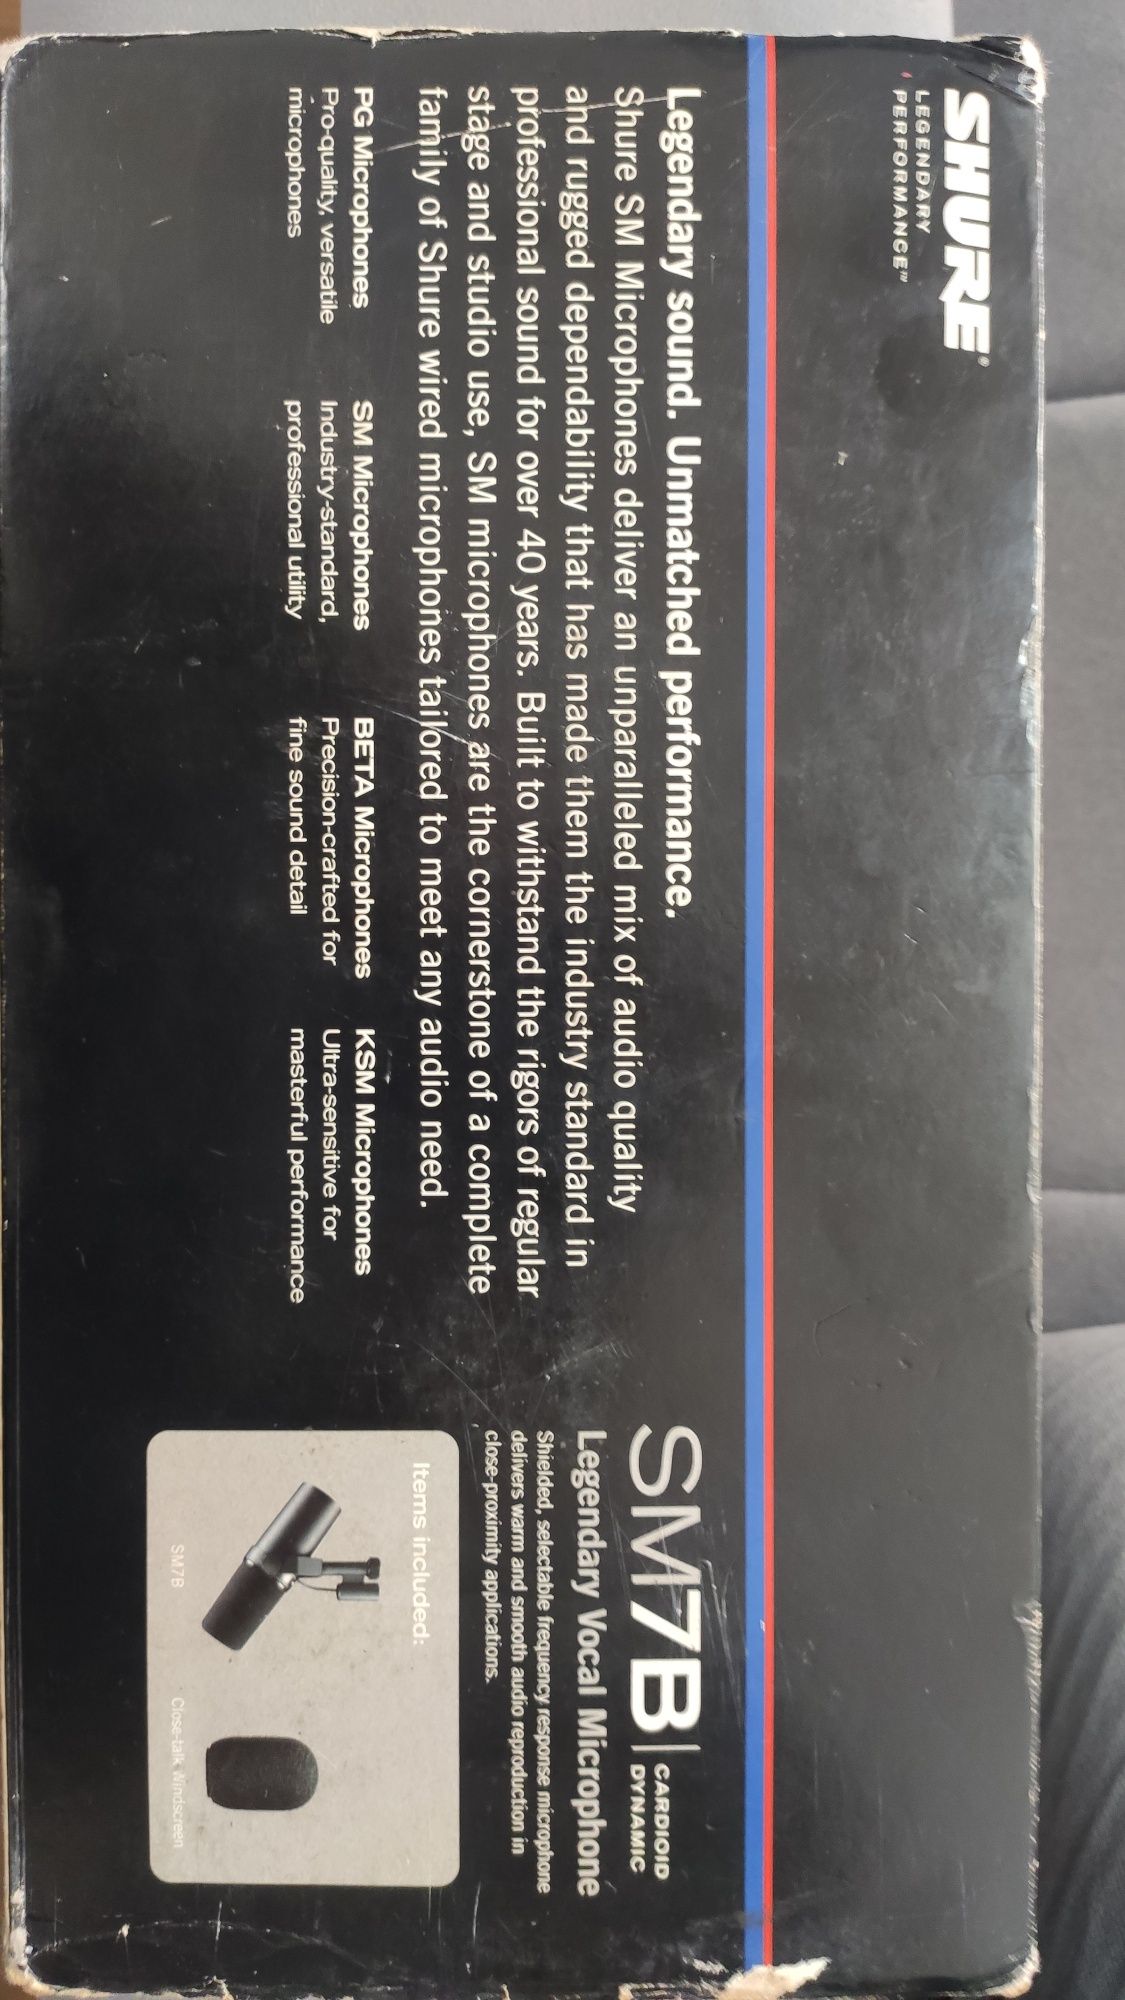 SHURE®
LEGENDARY
PERFORMANCE™
Legendary sound. Unmatched performance.
Shure SM Microphones deliver an unparalleled mix of audio quality
and rugged dependability that has made them the industry standard in
professional sound for over 40 years. Built to withstand the rigors of regular
stage and studio use, SM microphones are the cornerstone of a complete
family of Shure wired microphones tailored to meet any audio need.
PG Microphones
Pro-quality, versatile
microphones
SM Microphones
Industry-standard,
professional utility
BETA Microphones
Precision-crafted for
fine sound detail
KSM Microphones
Ultra-sensitive for
masterful performance
SM7B | CARDIOID
DYNAMIC
Legendary Vocal Microphone
Shielded, selectable frequency response microphone
delivers warm and smooth audio reproduction in
close-proximity applications.
Items included:
SM7B
Close-talk Windscreen